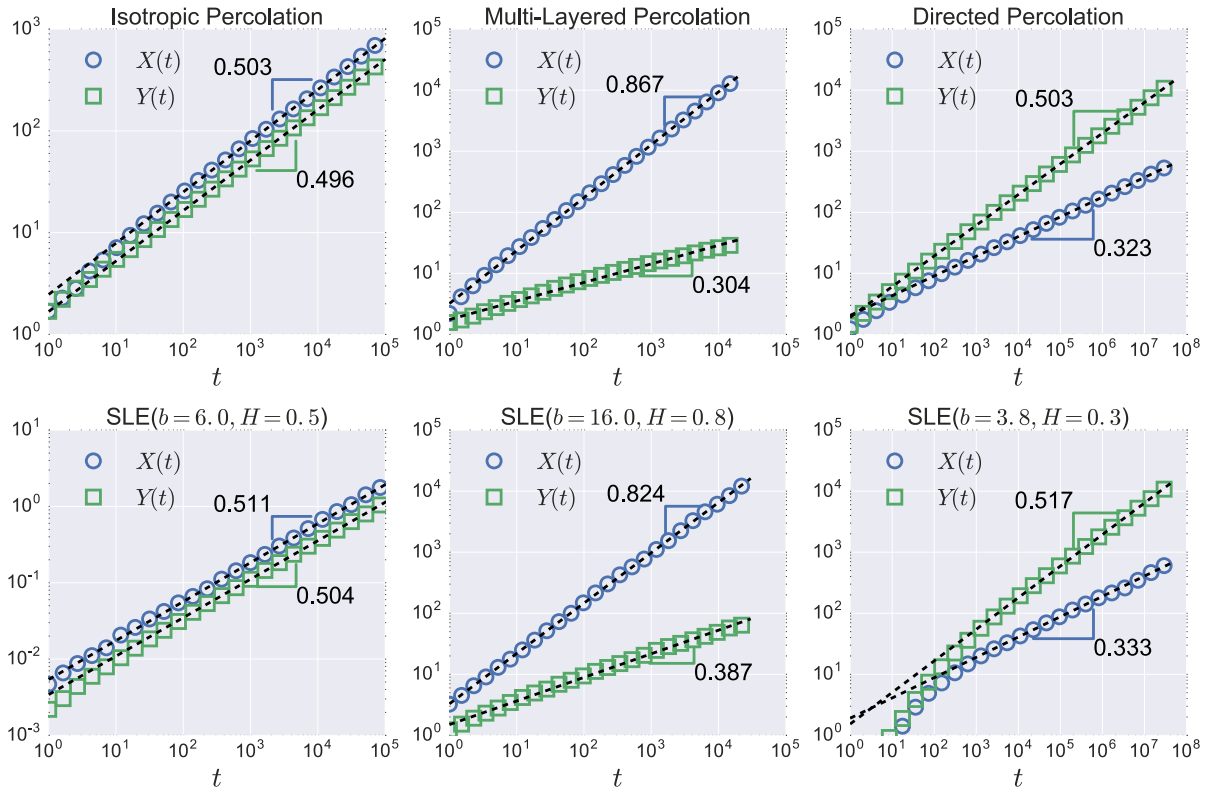 Isotropic Percolation
10^3
10^2
10^1
10^0
X(t)
Y(t)
0.503
0.496
10^0 10^1 10^2 10^3 10^4 10^5
t
Multi-Layered Percolation
10^5
10^4
10^3
10^2
10^1
10^0
X(t)
Y(t)
0.867
0.304
10^0 10^1 10^2 10^3 10^4 10^5
t
Directed Percolation
10^5
10^4
10^3
10^2
10^1
10^0
X(t)
Y(t)
0.503
0.323
10^0 10^1 10^2 10^3 10^4 10^5 10^6 10^7 10^8
t
SLE(b = 6.0, H = 0.5)
10^1
10^0
10^-1
10^-2
10^-3
X(t)
Y(t)
0.511
0.504
10^0 10^1 10^2 10^3 10^4 10^5
t
SLE(b = 16.0, H = 0.8)
10^5
10^4
10^3
10^2
10^1
10^0
X(t)
Y(t)
0.824
0.387
10^0 10^1 10^2 10^3 10^4 10^5
t
SLE(b = 3.8, H = 0.3)
10^5
10^4
10^3
10^2
10^1
10^0
X(t)
Y(t)
0.517
0.333
10^0 10^1 10^2 10^3 10^4 10^5 10^6 10^7 10^8
t